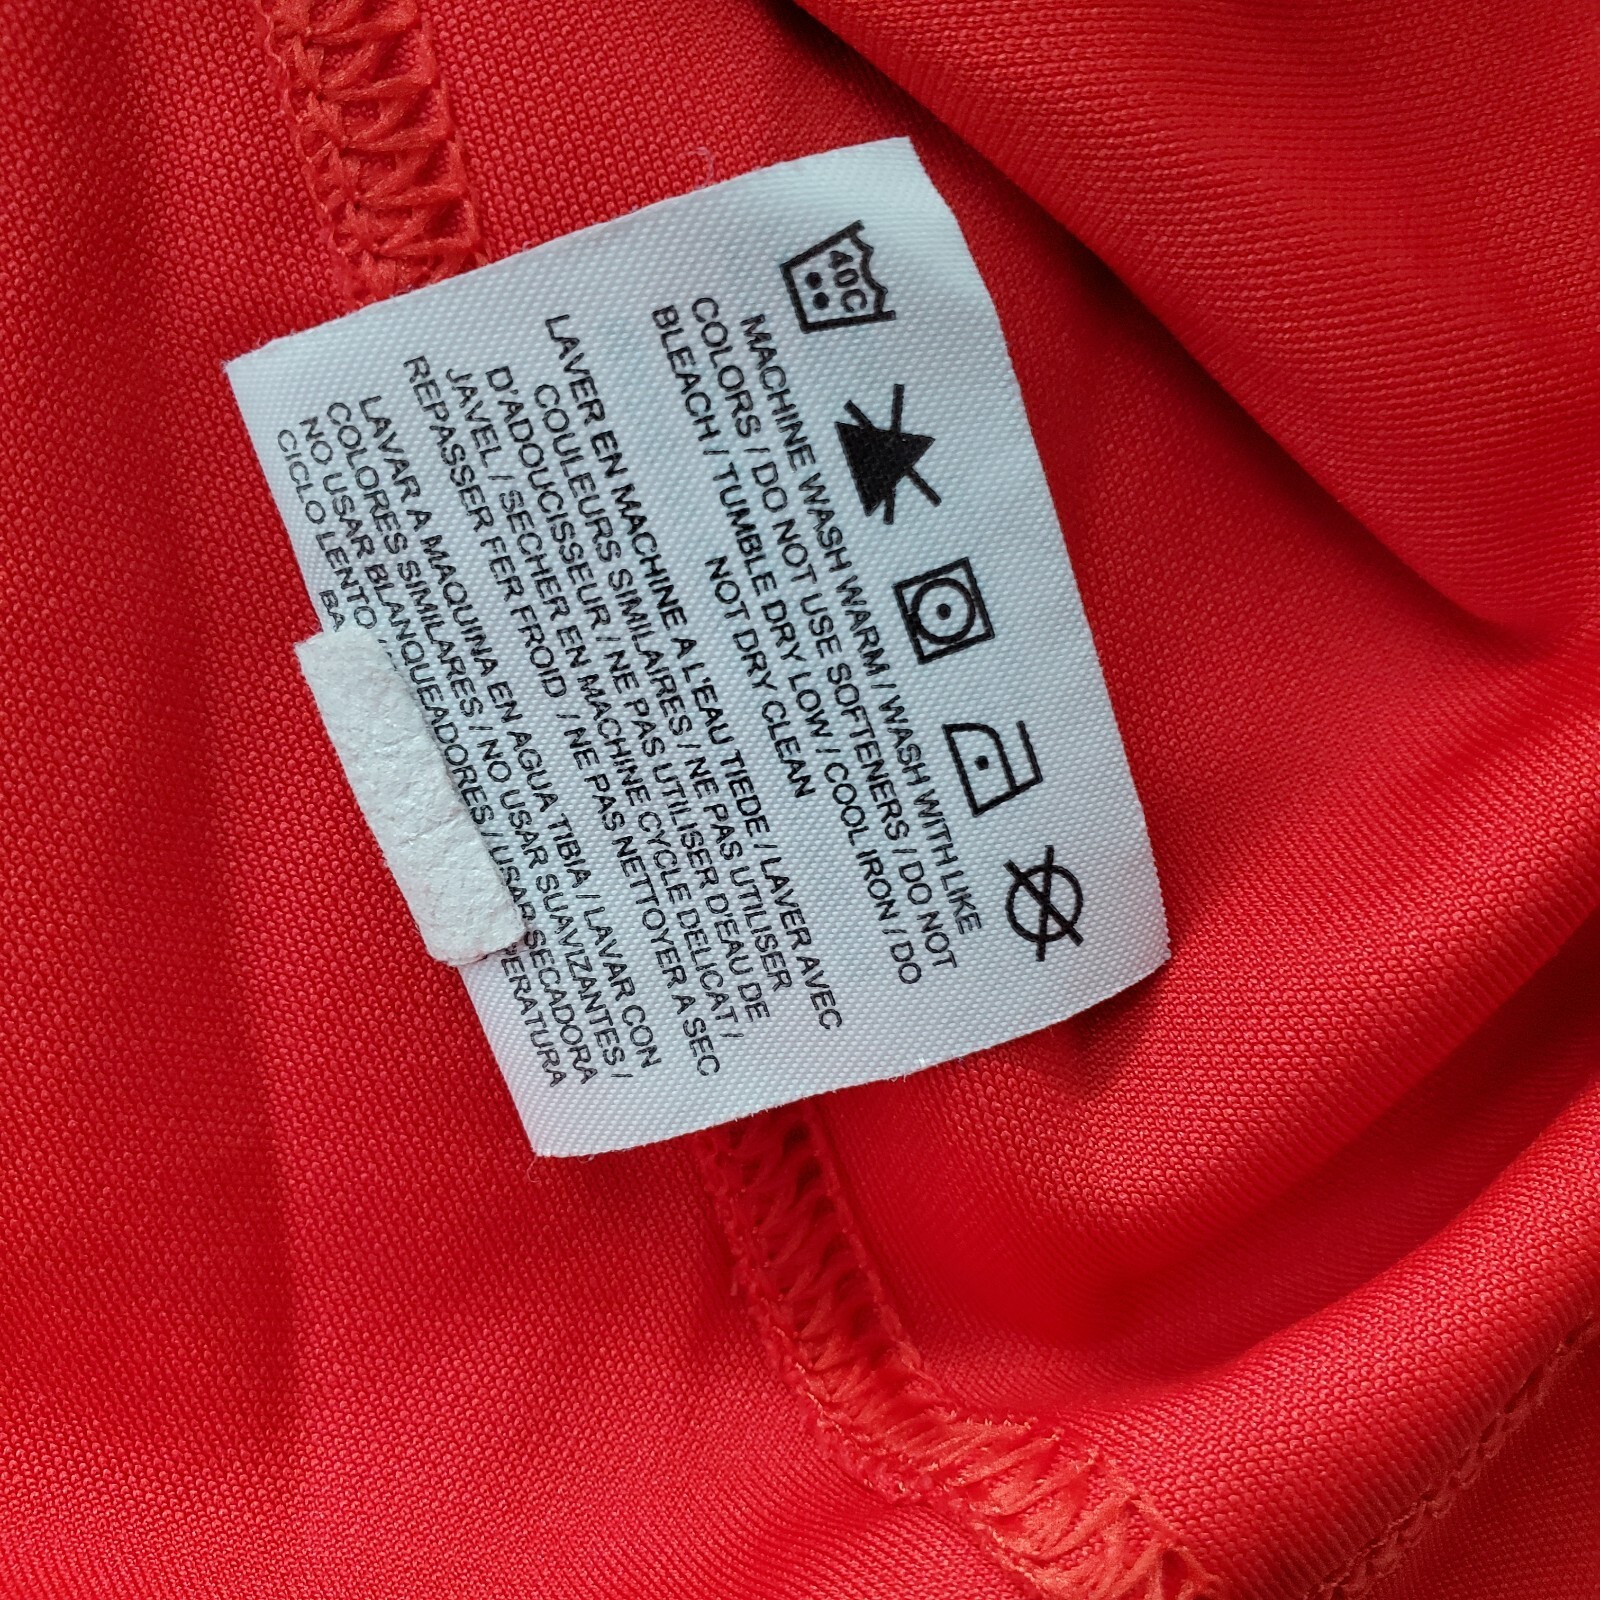 40C
MACHINE WASH WARM / WASH WITH LIKE
COLORS / DO NOT USE SOFTENERS / DO NOT
BLEACH / TUMBLE DRY LOW / COOL IRON / DO
NOT DRY CLEAN
LAVER EN MACHINE A L'EAU TIEDE / LAVER AVEC
COULEURS SIMILAIRES / NE PAS UTILISER
D'ADOUCISSEUR / NE PAS UTILISER D'EAU DE
JAVEL / SECHER EN MACHINE CYCLE DELICAT /
REPASSER FER FROID / NE PAS NETTOYER A SEC
LAVAR A MAQUINA EN AGUA TIBIA / LAVAR CON
COLORES SIMILARES / NO USAR SUAVIZANTES /
NO USAR BLANQUEADORES / USAR SECADORA
CICLO LENTO